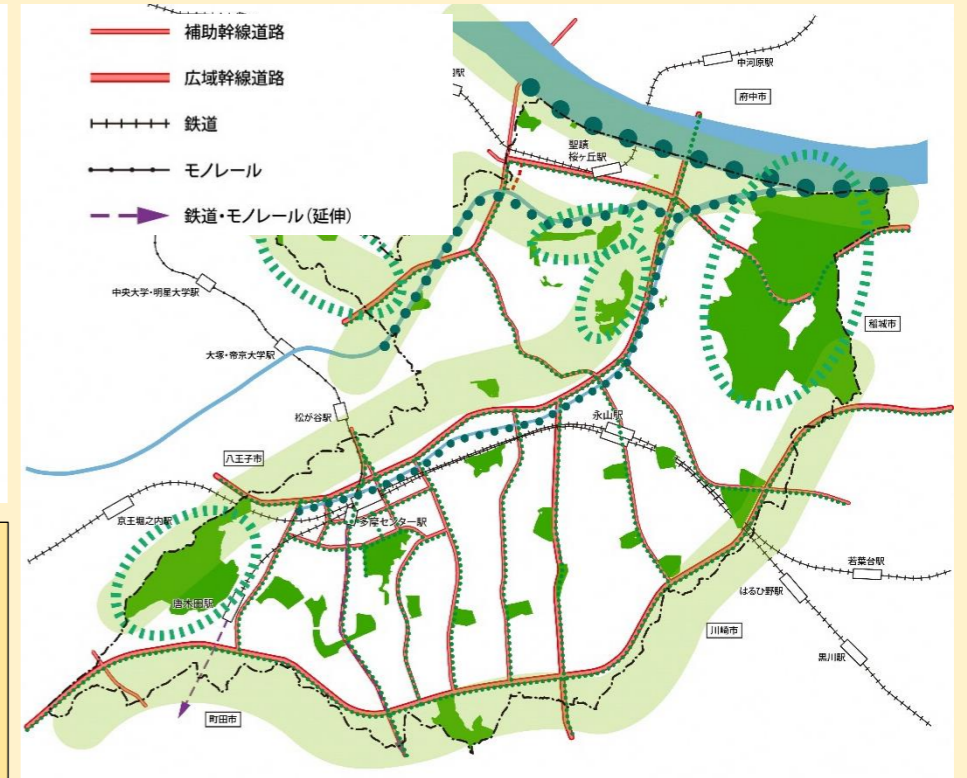 補助幹線道路
広域幹線道路
鉄道
モノレール
鉄道・モノレール(延伸)
中河原駅
府中市
駅
聖蹟
桜ヶ丘駅
中央大学・明星大学駅
稲城市
大塚・帝京大学駅
松が谷駅
永山駅
八王子市
京王堀之内駅
多摩センター駅
若葉台駅
はるひ野駅
唐木田駅
川崎市
黒川駅
町田市